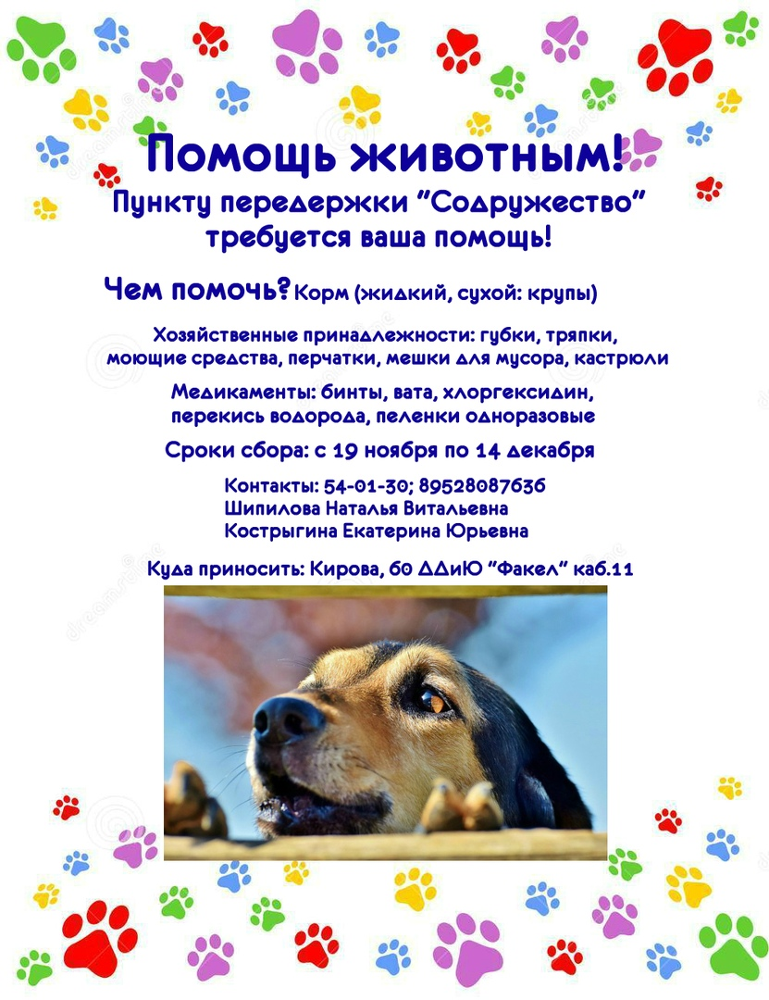 Помощь животным!
Пункту передержки "Содружество"
требуется ваша помощь!
Чем помочь? Корм (жидкий, сухой: крупы)
Хозяйственные принадлежности: губки, тряпки,
моющие средства, перчатки, мешки для мусора, кастрюли
Медикаменты: бинты, вата, хлоргексидин,
перекись водорода, пеленки одноразовые
Сроки сбора: с 19 ноября по 14 декабря
Контакты: 54-01-30; 89528087636
Шипилова Наталья Витальевна
Кострыгина Екатерина Юрьевна
Куда приносить: Кирова, 60 ДДиЮ "Факел" каб.11